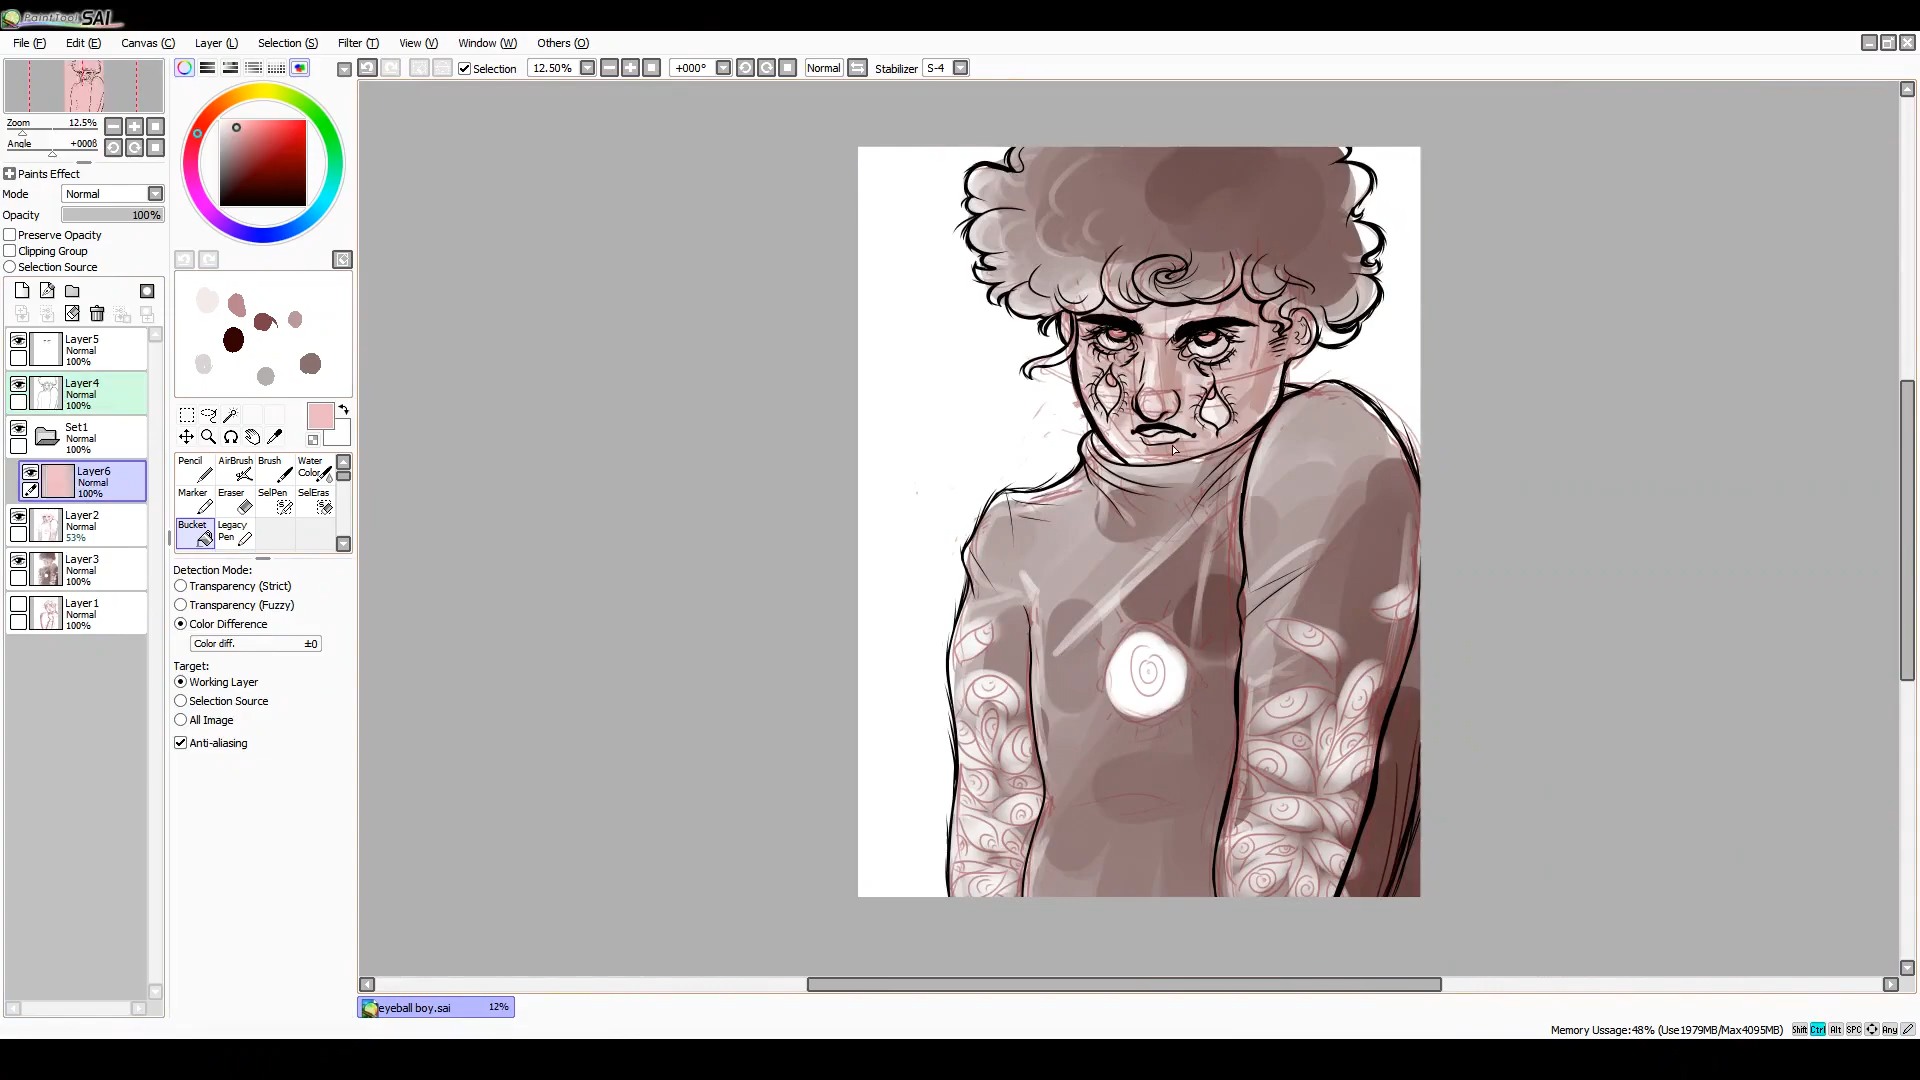 PaintTool SAI
File (F) Edit (E) Canvas (C) Layer (L) Selection (S) Filter (T) View (V) Window (W) Others (O)
Selection 12.50% +000° Normal Stabilizer S-4
Zoom 12.5%
Angle +000ß
Paints Effect
Mode Normal
Opacity 100%
Preserve Opacity
Clipping Group
Selection Source
Layer5
Normal
100%
Layer4
Normal
100%
Set1
Normal
100%
Layer6
Normal
100%
Layer2
Normal
53%
Layer3
Normal
100%
Layer1
Normal
100%
Pencil AirBrush Brush Water
Color
Marker Eraser SelPen SelEras
Bucket Legacy
Pen
Detection Mode:
Transparency (Strict)
Transparency (Fuzzy)
Color Difference
Color diff. ±0
Target:
Working Layer
Selection Source
All Image
Anti-aliasing
eyeball boy.sai 12%
Memory Ussage:48% (Use1979MB/Max4095MB) Shift Ctrl Alt SPC Any